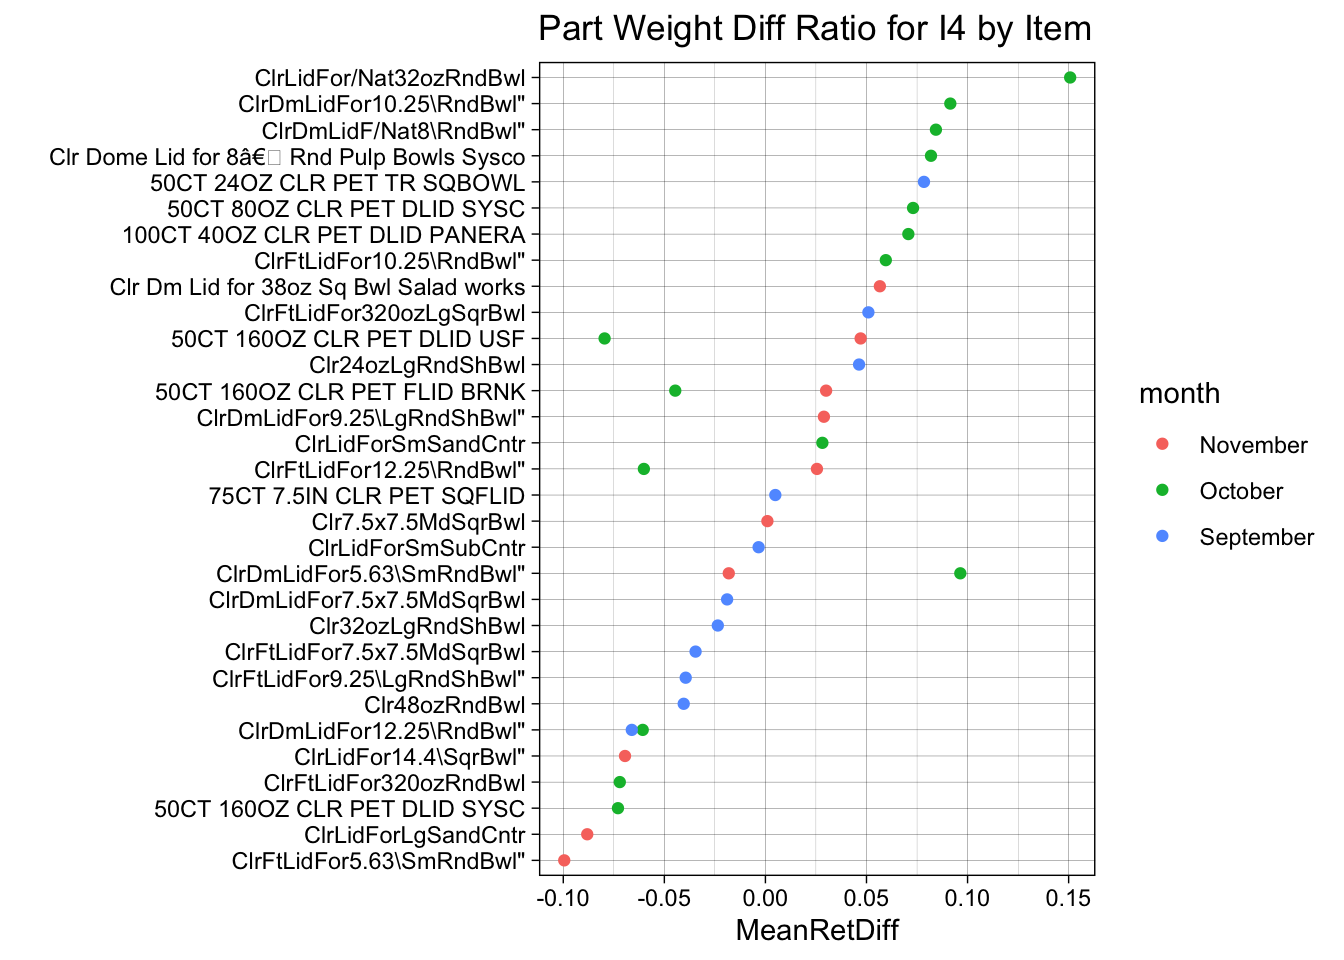 Part Weight Diff Ratio for I4 by Item
ClrLidFor/Nat32ozRndBwl
ClrDmLidFor10.25\RndBwl"
ClrDmLidF/Nat8\RndBwl"
Clr Dome Lid for 8â€□ Rnd Pulp Bowls Sysco
50CT 24OZ CLR PET TR SQBOWL
50CT 80OZ CLR PET DLID SYSC
100CT 40OZ CLR PET DLID PANERA
ClrFtLidFor10.25\RndBwl"
Clr Dm Lid for 38oz Sq Bwl Salad works
ClrFtLidFor320ozLgSqrBwl
50CT 160OZ CLR PET DLID USF
Clr24ozLgRndShBwl
50CT 160OZ CLR PET FLID BRNK
ClrDmLidFor9.25\LgRndShBwl"
ClrLidForSmSandCntr
ClrFtLidFor12.25\RndBwl"
75CT 7.5IN CLR PET SQFLID
Clr7.5x7.5MdSqrBwl
ClrLidForSmSubCntr
ClrDmLidFor5.63\SmRndBwl"
ClrDmLidFor7.5x7.5MdSqrBwl
Clr32ozLgRndShBwl
ClrFtLidFor7.5x7.5MdSqrBwl
ClrFtLidFor9.25\LgRndShBwl"
Clr48ozRndBwl
ClrDmLidFor12.25\RndBwl"
ClrLidFor14.4\SqrBwl"
ClrFtLidFor320ozRndBwl
50CT 160OZ CLR PET DLID SYSC
ClrLidForLgSandCntr
ClrFtLidFor5.63\SmRndBwl"
-0.10 -0.05 0.00 0.05 0.10 0.15
MeanRetDiff
month
November
October
September